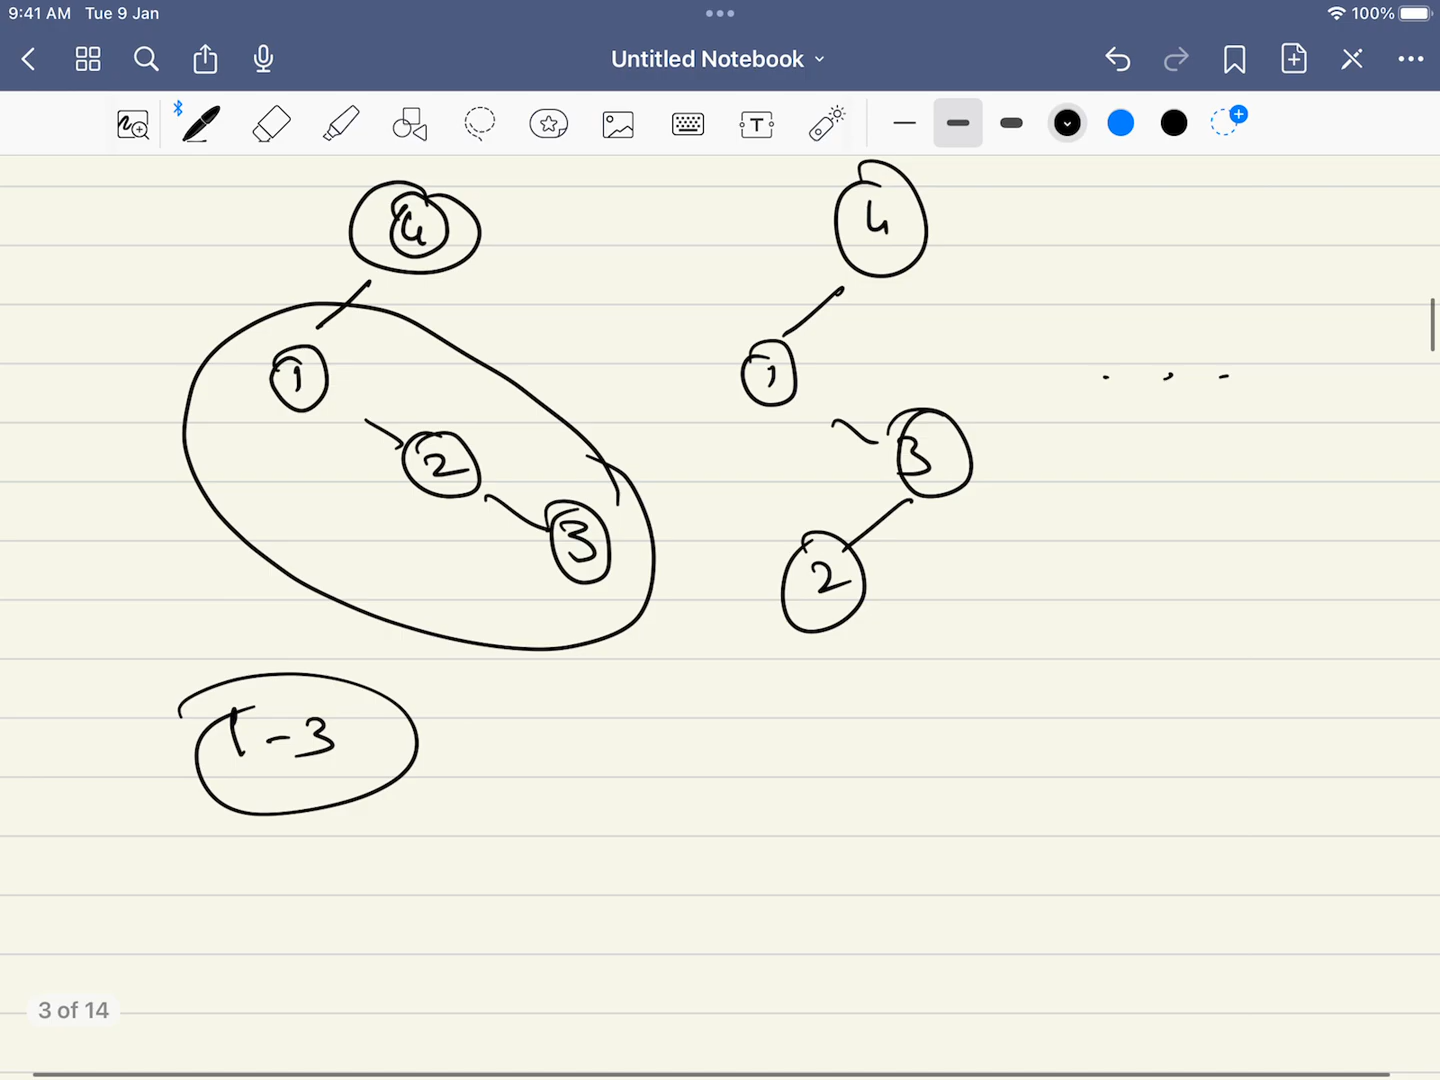 9:41 AM Tue 9 Jan 100%
Untitled Notebook
T
4 4
1 1
2 3
3 2
T-3
3 of 14